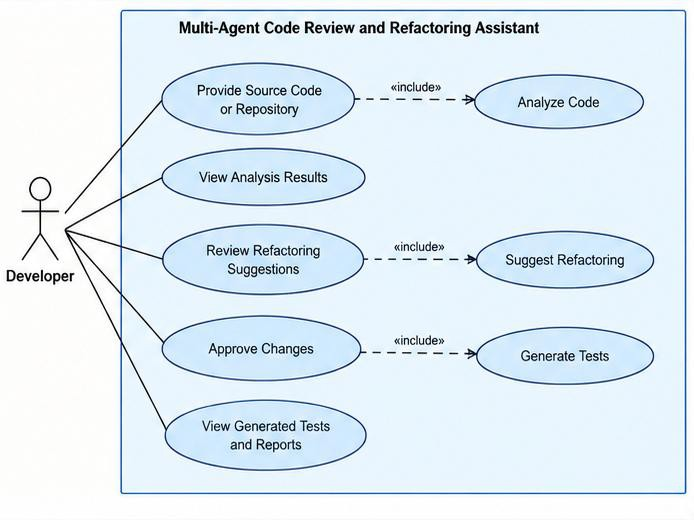 Multi-Agent Code Review and Refactoring Assistant
Provide Source Code
or Repository
«include»
Analyze Code
View Analysis Results
Developer
Review Refactoring
Suggestions
«include»
Suggest Refactoring
Approve Changes
«include»
Generate Tests
View Generated Tests
and Reports